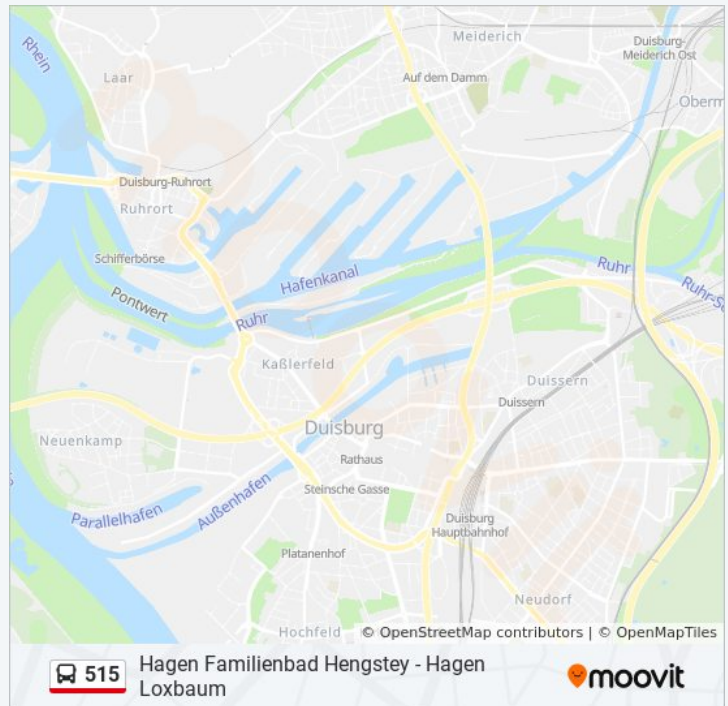 Meiderich
Duisburg-
Meiderich Ost
Rhein
Laar
Auf dem Damm
Duisburg-Ruhrort
Ruhrort
Schifferbörse
Hafenkanal
Ruhr
Pontwert
Ruhr
Kaßlerfeld
Duissern
Duissern
Duisburg
Neuenkamp
Rathaus
Steinsche Gasse
Parallelhafen
Außenhafen
Duisburg
Hauptbahnhof
Platanenhof
Neudorf
Hochfeld
© OpenStreetMap contributors | © OpenMapTiles
515
Hagen Familienbad Hengstey - Hagen
Loxbaum
moovit